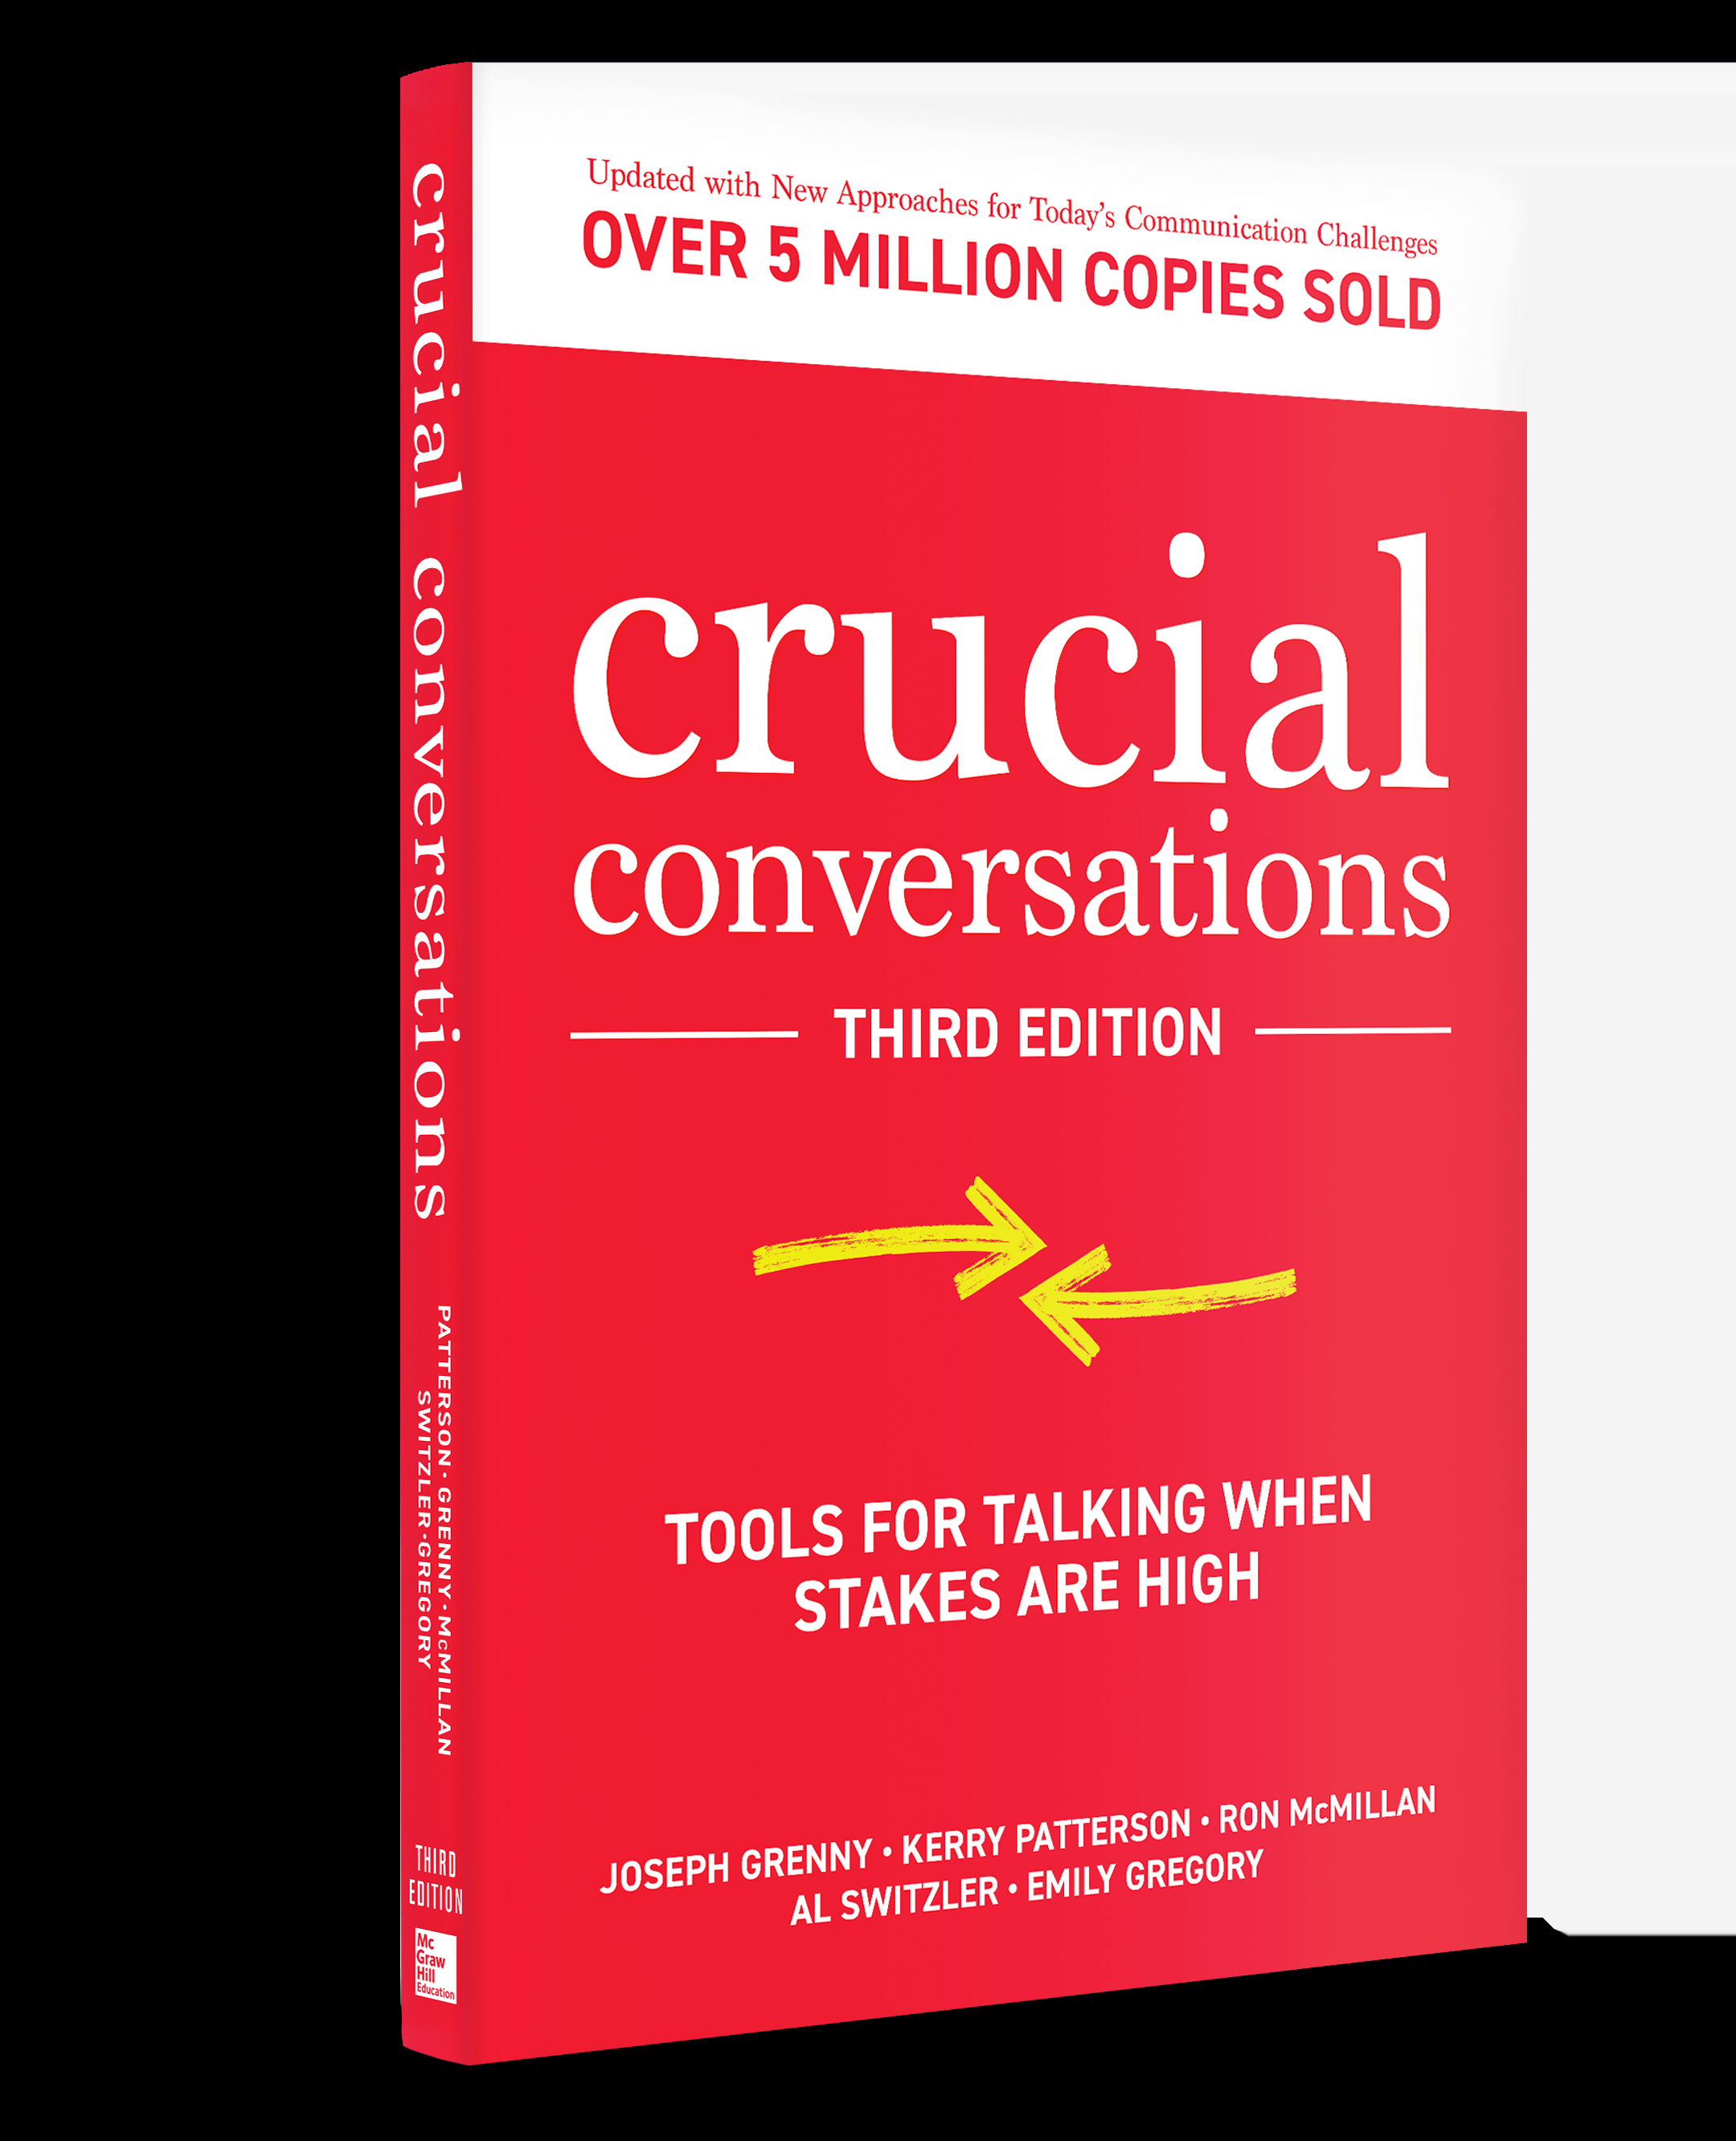 Updated with New Approaches for Today's Communication Challenges
OVER 5 MILLION COPIES SOLD
crucial
conversations
THIRD EDITION
TOOLS FOR TALKING WHEN
STAKES ARE HIGH
JOSEPH GRENNY • KERRY PATTERSON • RON McMILLAN
AL SWITZLER • EMILY GREGORY
crucial conversations
PATTERSON • GRENNY • McMILLAN
SWITZLER • GREGORY
THIRD
EDITION
Mc
Graw
Hill
Education